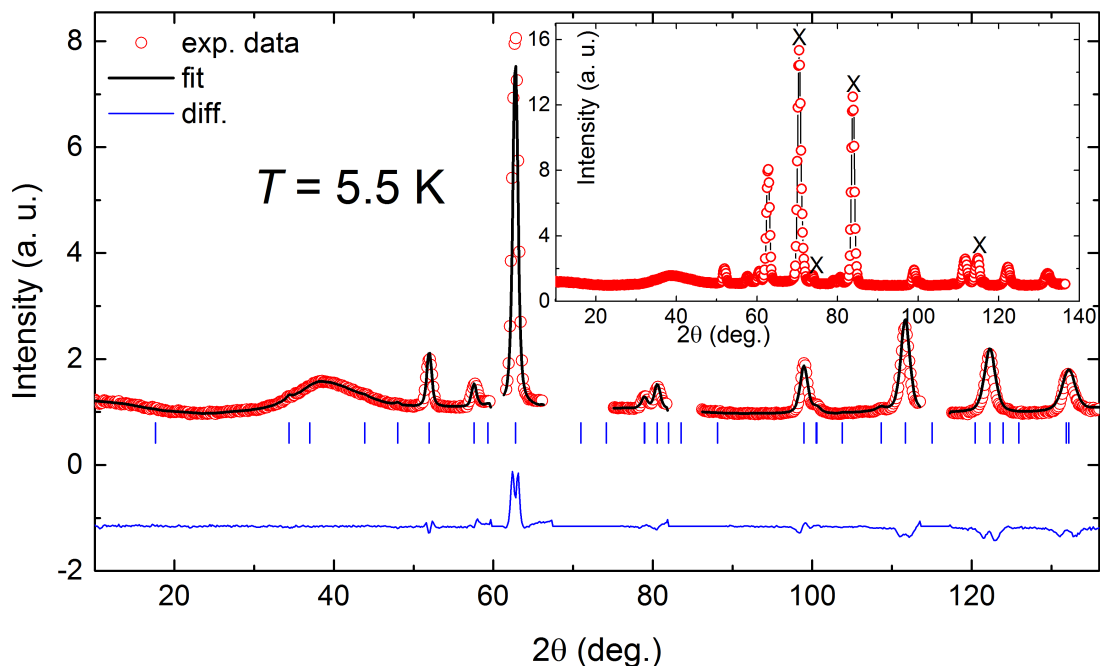 exp. data
fit
diff.
T = 5.5 K
Intensity (a. u.)
8
6
4
2
0
-2
20 40 60 80 100 120
2θ (deg.)
Intensity (a. u.)
16
12
8
4
0
X
X
X
X
20 40 60 80 100 120 140
2θ (deg.)